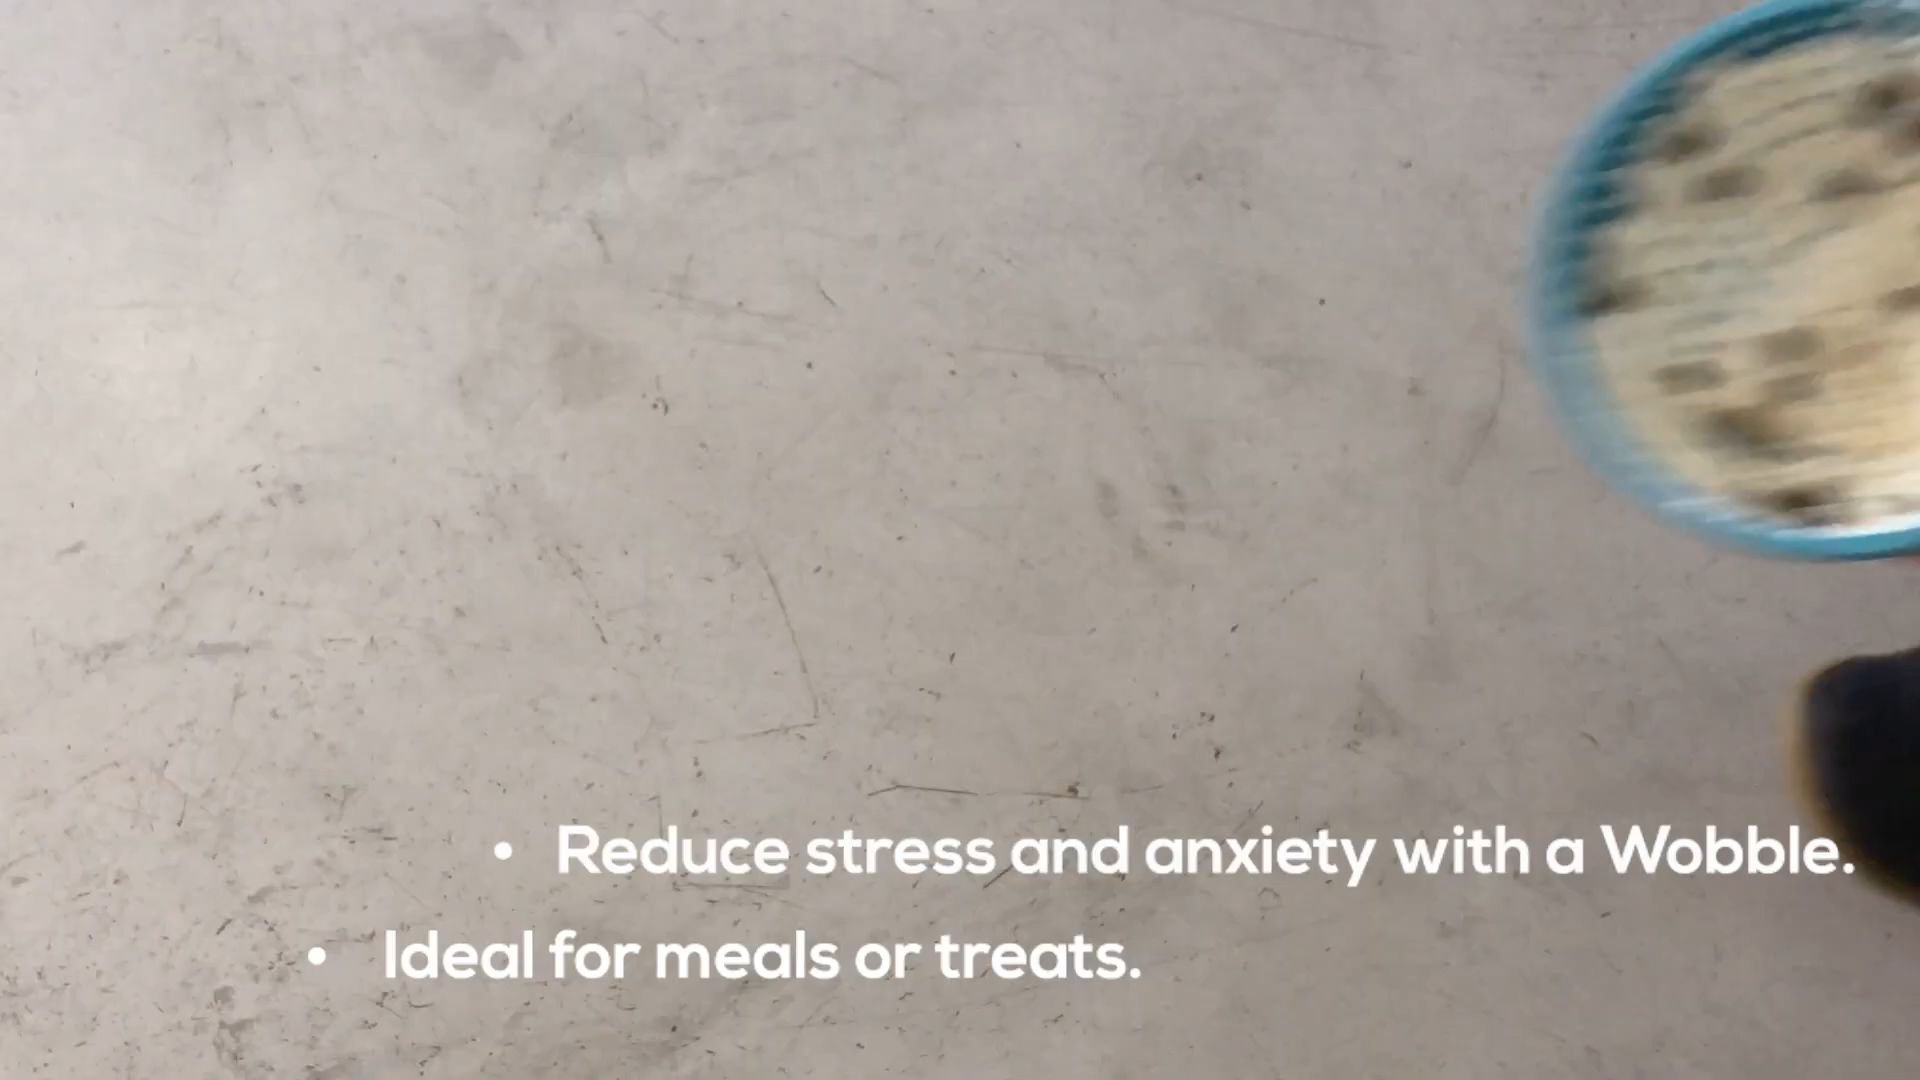 • Reduce stress and anxiety with a Wobble.
• Ideal for meals or treats.